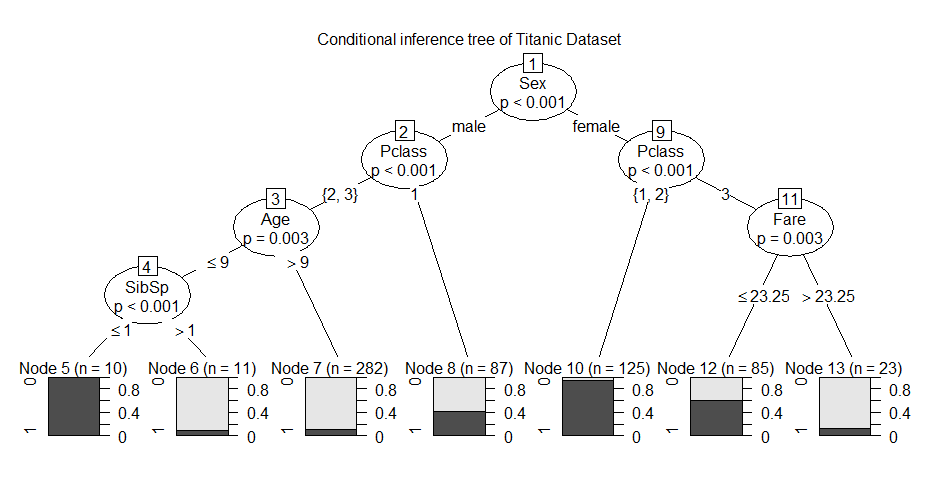 Conditional inference tree of Titanic Dataset
1
Sex
p < 0.001
male
female
2
Pclass
p < 0.001
9
Pclass
p < 0.001
{2, 3}
1
{1, 2}
3
3
Age
p = 0.003
11
Fare
p = 0.003
≤ 9
> 9
4
SibSp
p < 0.001
≤ 23.25
> 23.25
≤ 1
> 1
Node 5 (n = 10)
0
1
0.8
0.4
0
Node 6 (n = 11)
0
1
0.8
0.4
0
Node 7 (n = 282)
0
1
0.8
0.4
0
Node 8 (n = 87)
0
1
0.8
0.4
0
Node 10 (n = 125)
0
1
0.8
0.4
0
Node 12 (n = 85)
0
1
0.8
0.4
0
Node 13 (n = 23)
0
1
0.8
0.4
0